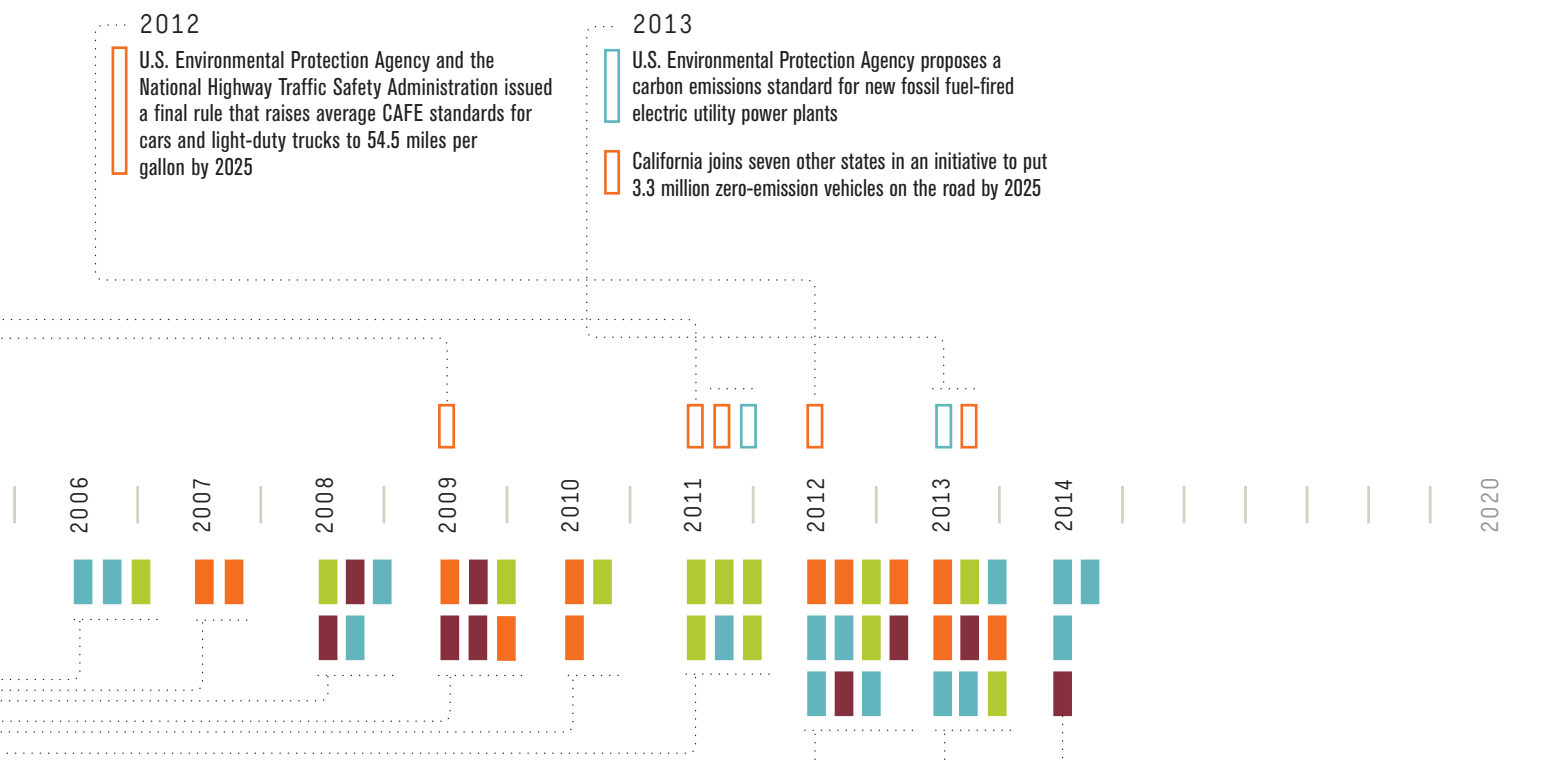 2012
U.S. Environmental Protection Agency and the
National Highway Traffic Safety Administration issued
a final rule that raises average CAFE standards for
cars and light-duty trucks to 54.5 miles per
gallon by 2025
2013
U.S. Environmental Protection Agency proposes a
carbon emissions standard for new fossil fuel-fired
electric utility power plants
California joins seven other states in an initiative to put
3.3 million zero-emission vehicles on the road by 2025
2006
2007
2008
2009
2010
2011
2012
2013
2014
2020